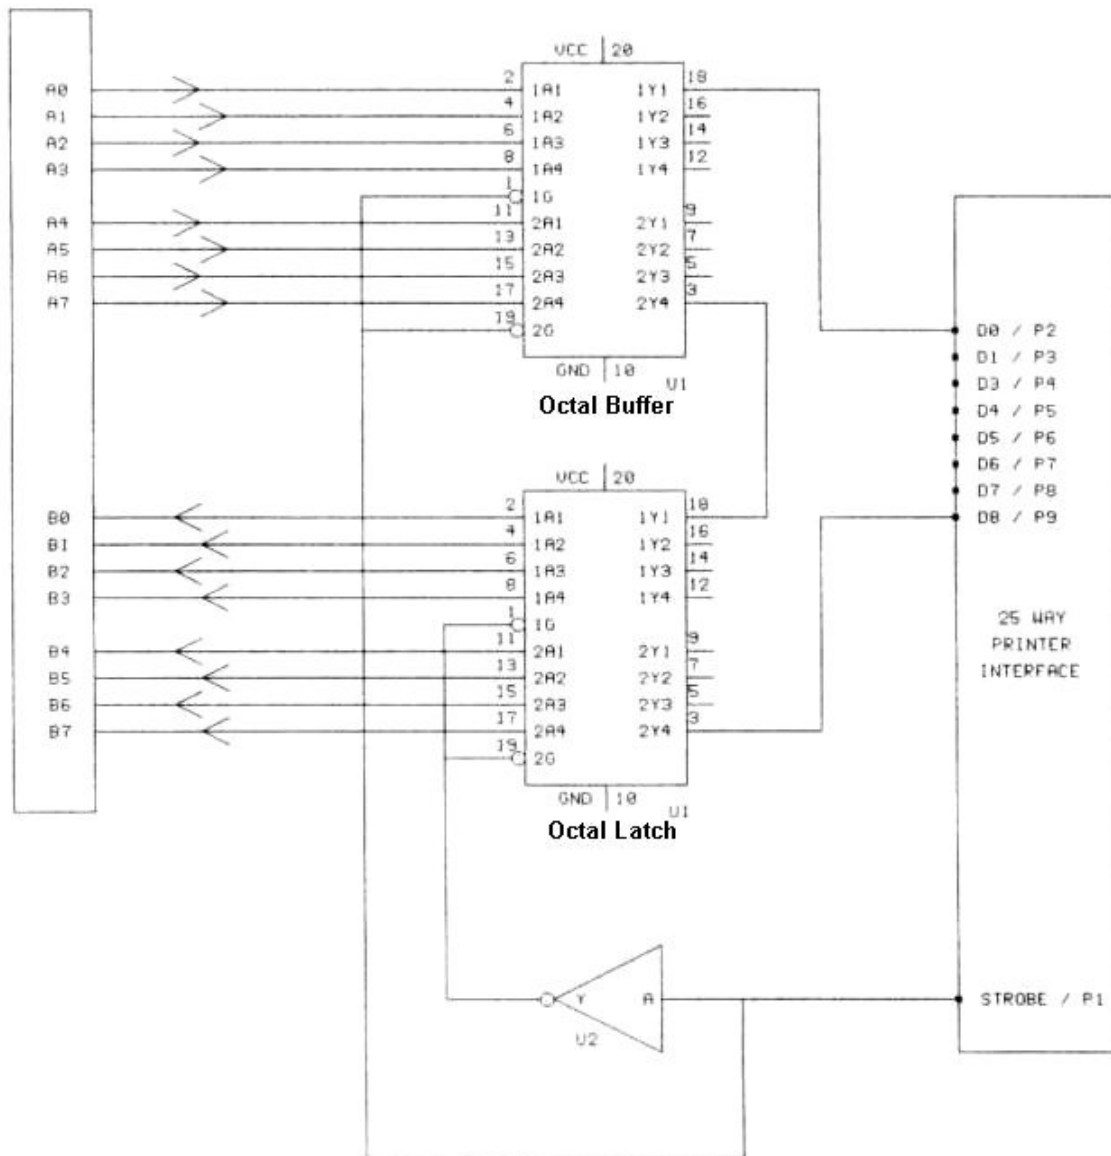 VCC 20
2 18
A0 1A1 1Y1
4 16
A1 1A2 1Y2
6 14
A2 1A3 1Y3
8 12
A3 1A4 1Y4
1
1G
11 9
A4 2A1 2Y1
13 7
A5 2A2 2Y2
15 5
A6 2A3 2Y3
17 3
A7 2A4 2Y4
19
2G
GND 10
U1
Octal Buffer
D0 / P2
D1 / P3
D3 / P4
D4 / P5
D5 / P6
D6 / P7
D7 / P8
D8 / P9
VCC 20
2 18
B0 1A1 1Y1
4 16
B1 1A2 1Y2
6 14
B2 1A3 1Y3
8 12
B3 1A4 1Y4
1
1G
11 9
B4 2A1 2Y1
13 7
B5 2A2 2Y2
15 5
B6 2A3 2Y3
17 3
B7 2A4 2Y4
19
2G
GND 10
U1
Octal Latch
25 WAY
PRINTER
INTERFACE
Y A
U2
STROBE / P1